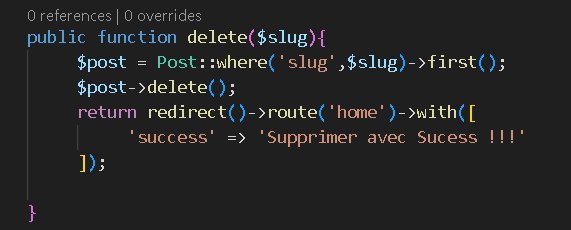 0 references | 0 overrides
public function delete($slug){
$post = Post::where('slug',$slug)->first();
$post->delete();
return redirect()->route('home')->with([
'success' => 'Supprimer avec Sucess !!!'
]);
}